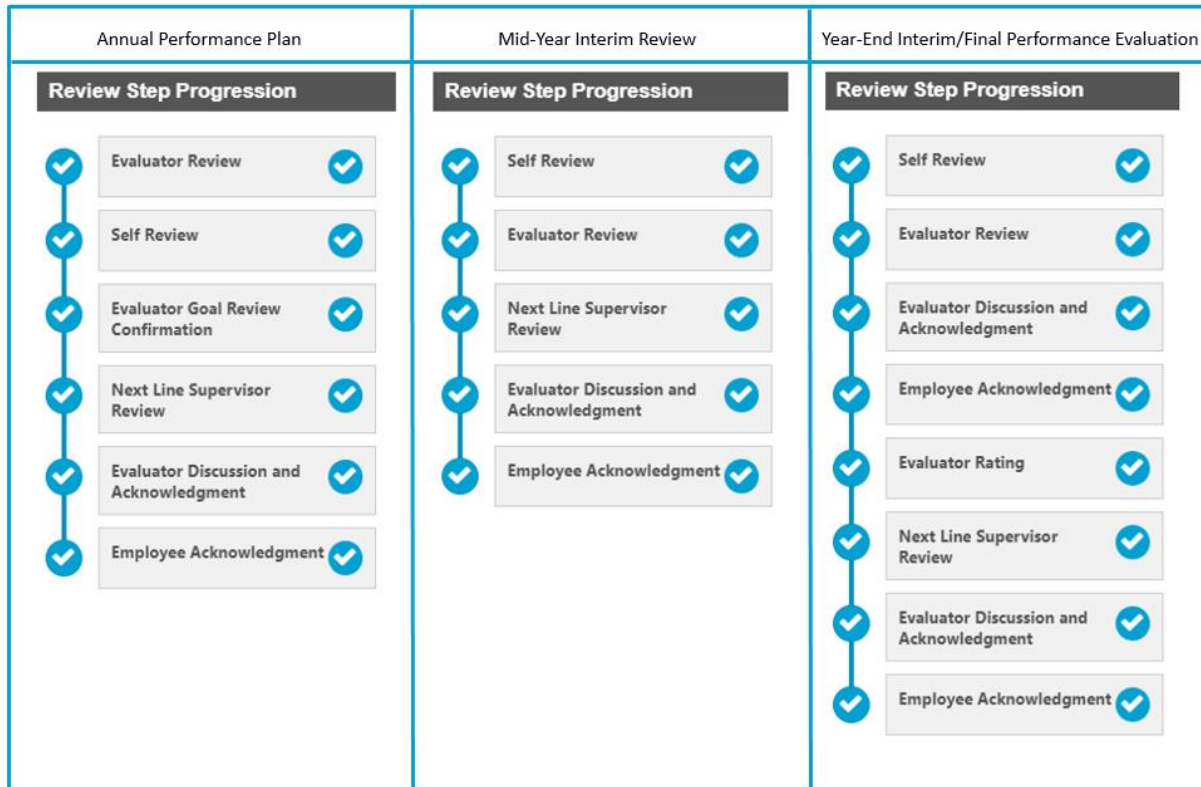 Annual Performance Plan
Review Step Progression
Evaluator Review
Self Review
Evaluator Goal Review
Confirmation
Next Line Supervisor
Review
Evaluator Discussion and
Acknowledgment
Employee Acknowledgment
Mid-Year Interim Review
Review Step Progression
Self Review
Evaluator Review
Next Line Supervisor
Review
Evaluator Discussion and
Acknowledgment
Employee Acknowledgment
Year-End Interim/Final Performance Evaluation
Review Step Progression
Self Review
Evaluator Review
Evaluator Discussion and
Acknowledgment
Employee Acknowledgment
Evaluator Rating
Next Line Supervisor
Review
Evaluator Discussion and
Acknowledgment
Employee Acknowledgment